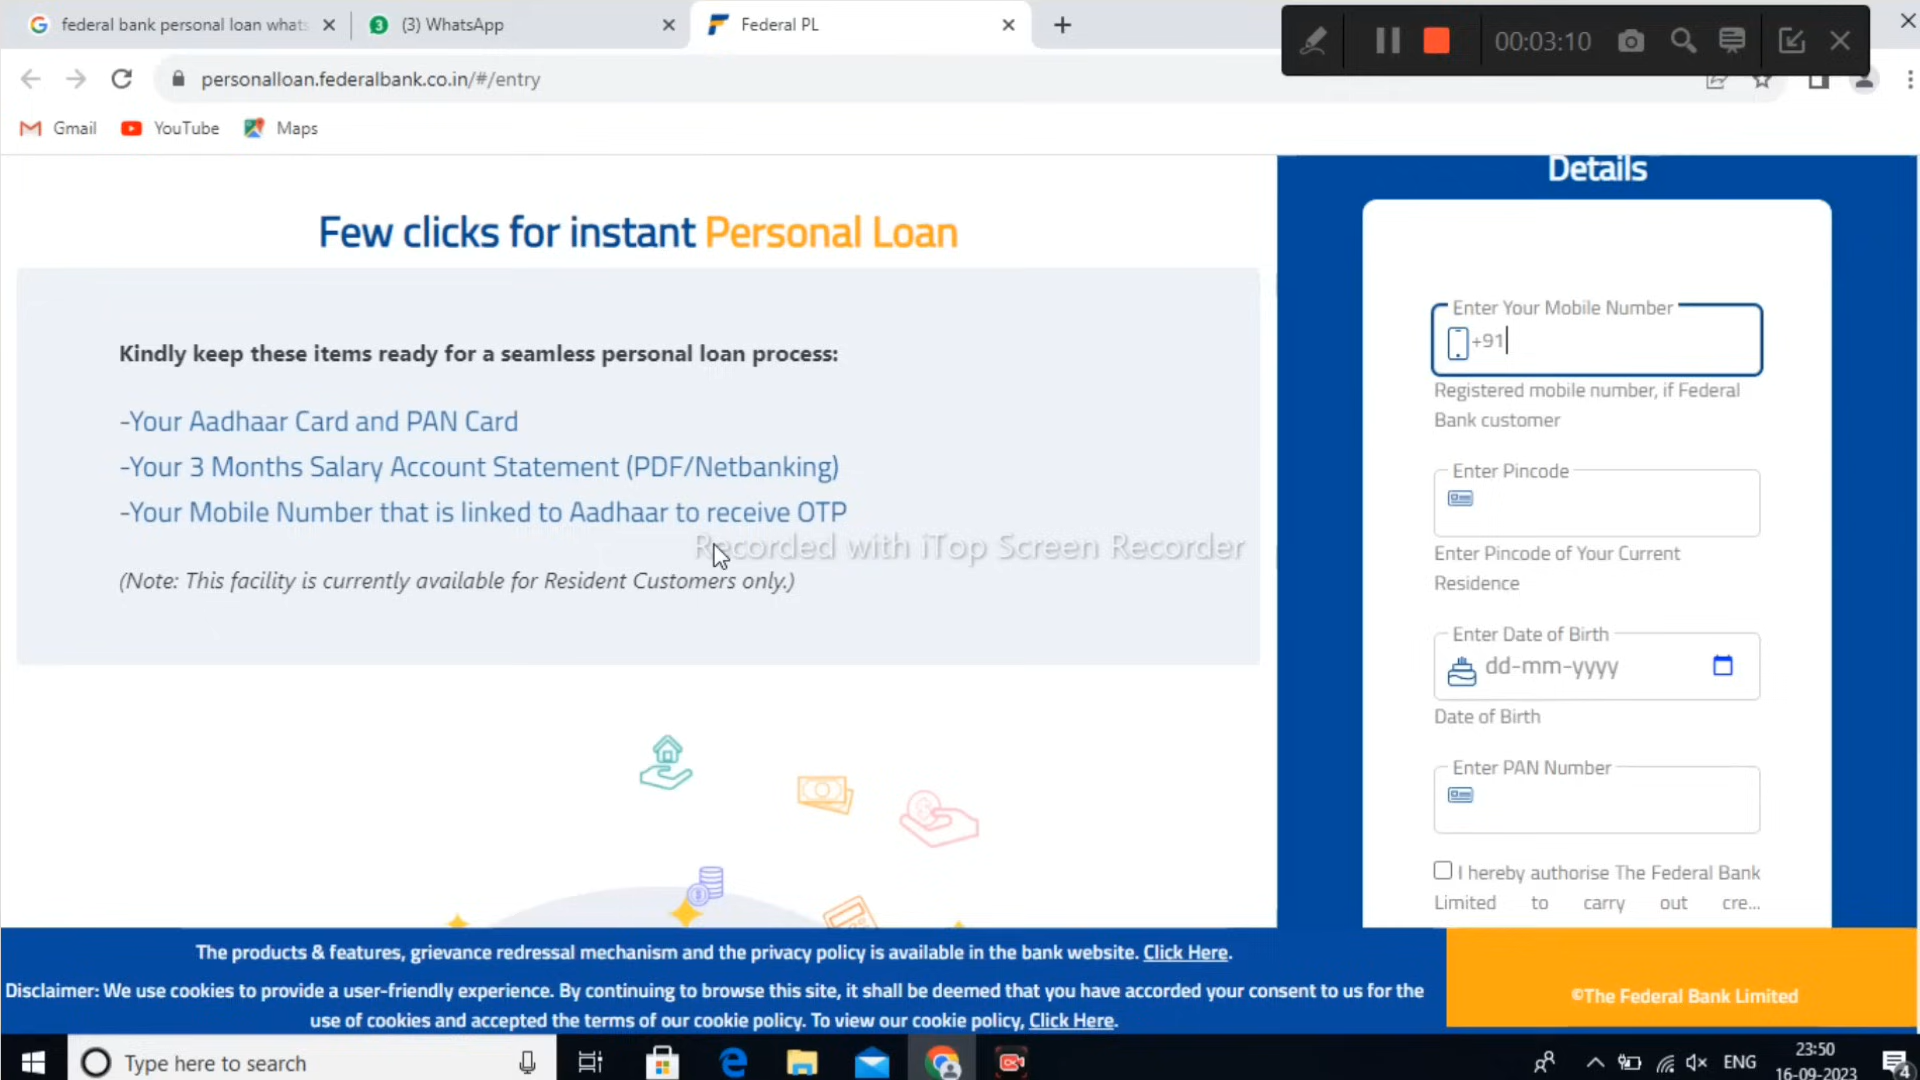 federal bank personal loan whats
3
(3) WhatsApp
Federal PL
00:03:10
personalloan.federalbank.co.in/#/entry
Gmail
YouTube
Maps
Details
Few clicks for instant Personal Loan
Kindly keep these items ready for a seamless personal loan process:
-Your Aadhaar Card and PAN Card
-Your 3 Months Salary Account Statement (PDF/Netbanking)
-Your Mobile Number that is linked to Aadhaar to receive OTP
Recorded with iTop Screen Recorder
(Note: This facility is currently available for Resident Customers only.)
Enter Your Mobile Number
+91
Registered mobile number, if Federal
Bank customer
Enter Pincode
Enter Pincode of Your Current
Residence
Enter Date of Birth
dd-mm-yyyy
Date of Birth
Enter PAN Number
I hereby authorise The Federal Bank
Limited to carry out cre...
The products & features, grievance redressal mechanism and the privacy policy is available in the bank website. Click Here.
Disclaimer: We use cookies to provide a user-friendly experience. By continuing to browse this site, it shall be deemed that you have accorded your consent to us for the
use of cookies and accepted the terms of our cookie policy. To view our cookie policy, Click Here.
©The Federal Bank Limited
Type here to search
ENG
23:50
16-09-2023
4